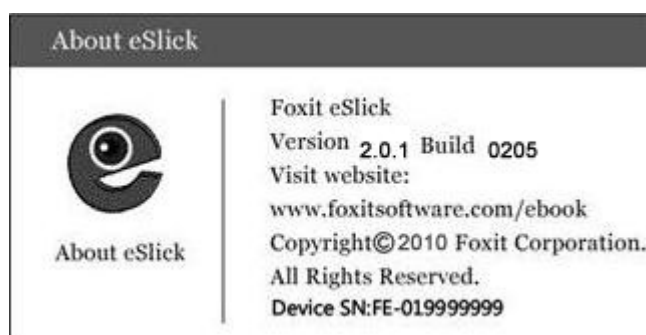 About eSlick
Foxit eSlick
Version 2.0.1 Build 0205
Visit website:
www.foxitsoftware.com/ebook
Copyright©2010 Foxit Corporation.
All Rights Reserved.
Device SN:FE-019999999
About eSlick